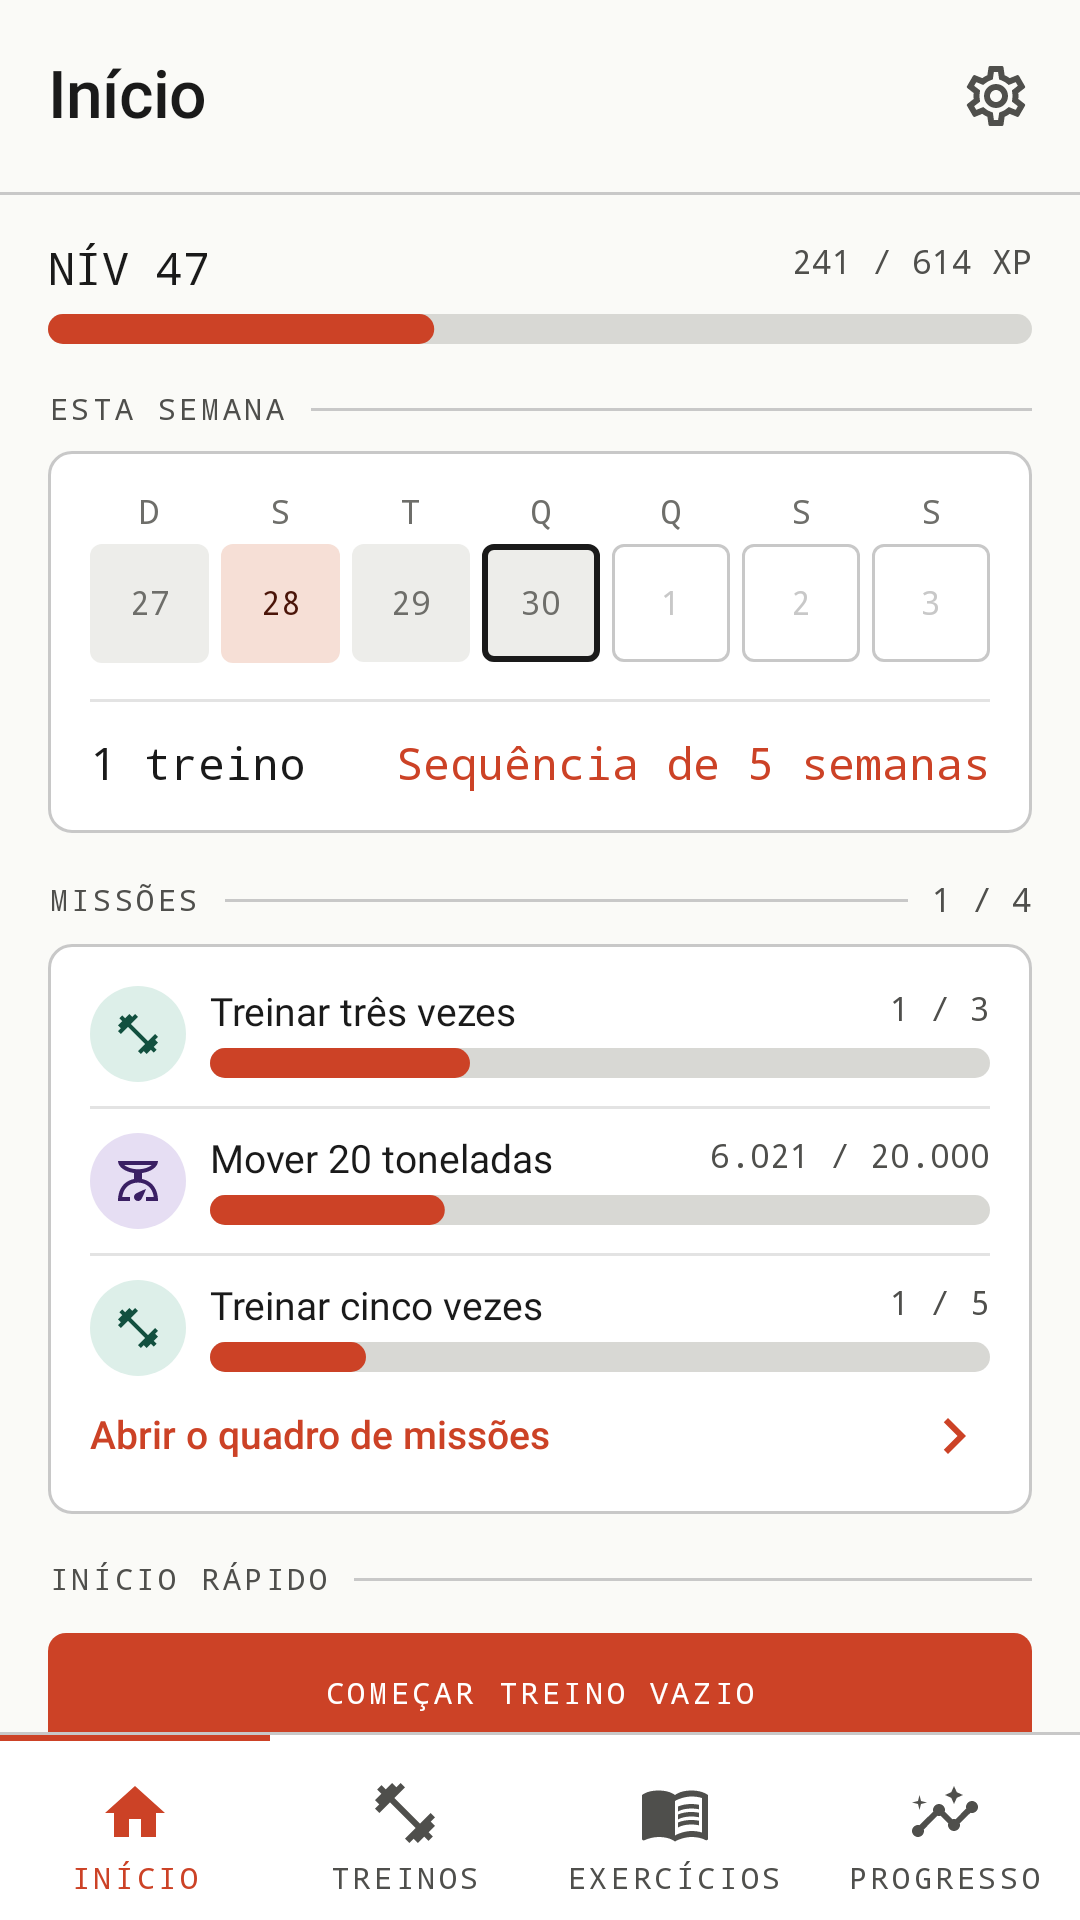 Início
NÍV 47
241 / 614 XP
ESTA SEMANA
D S T Q Q S S
27 28 29 30 1 2 3
1 treino
Sequência de 5 semanas
MISSÕES
1 / 4
Treinar três vezes
1 / 3
Mover 20 toneladas
6.021 / 20.000
Treinar cinco vezes
1 / 5
Abrir o quadro de missões
INÍCIO RÁPIDO
COMEÇAR TREINO VAZIO
INÍCIO TREINOS EXERCÍCIOS PROGRESSO